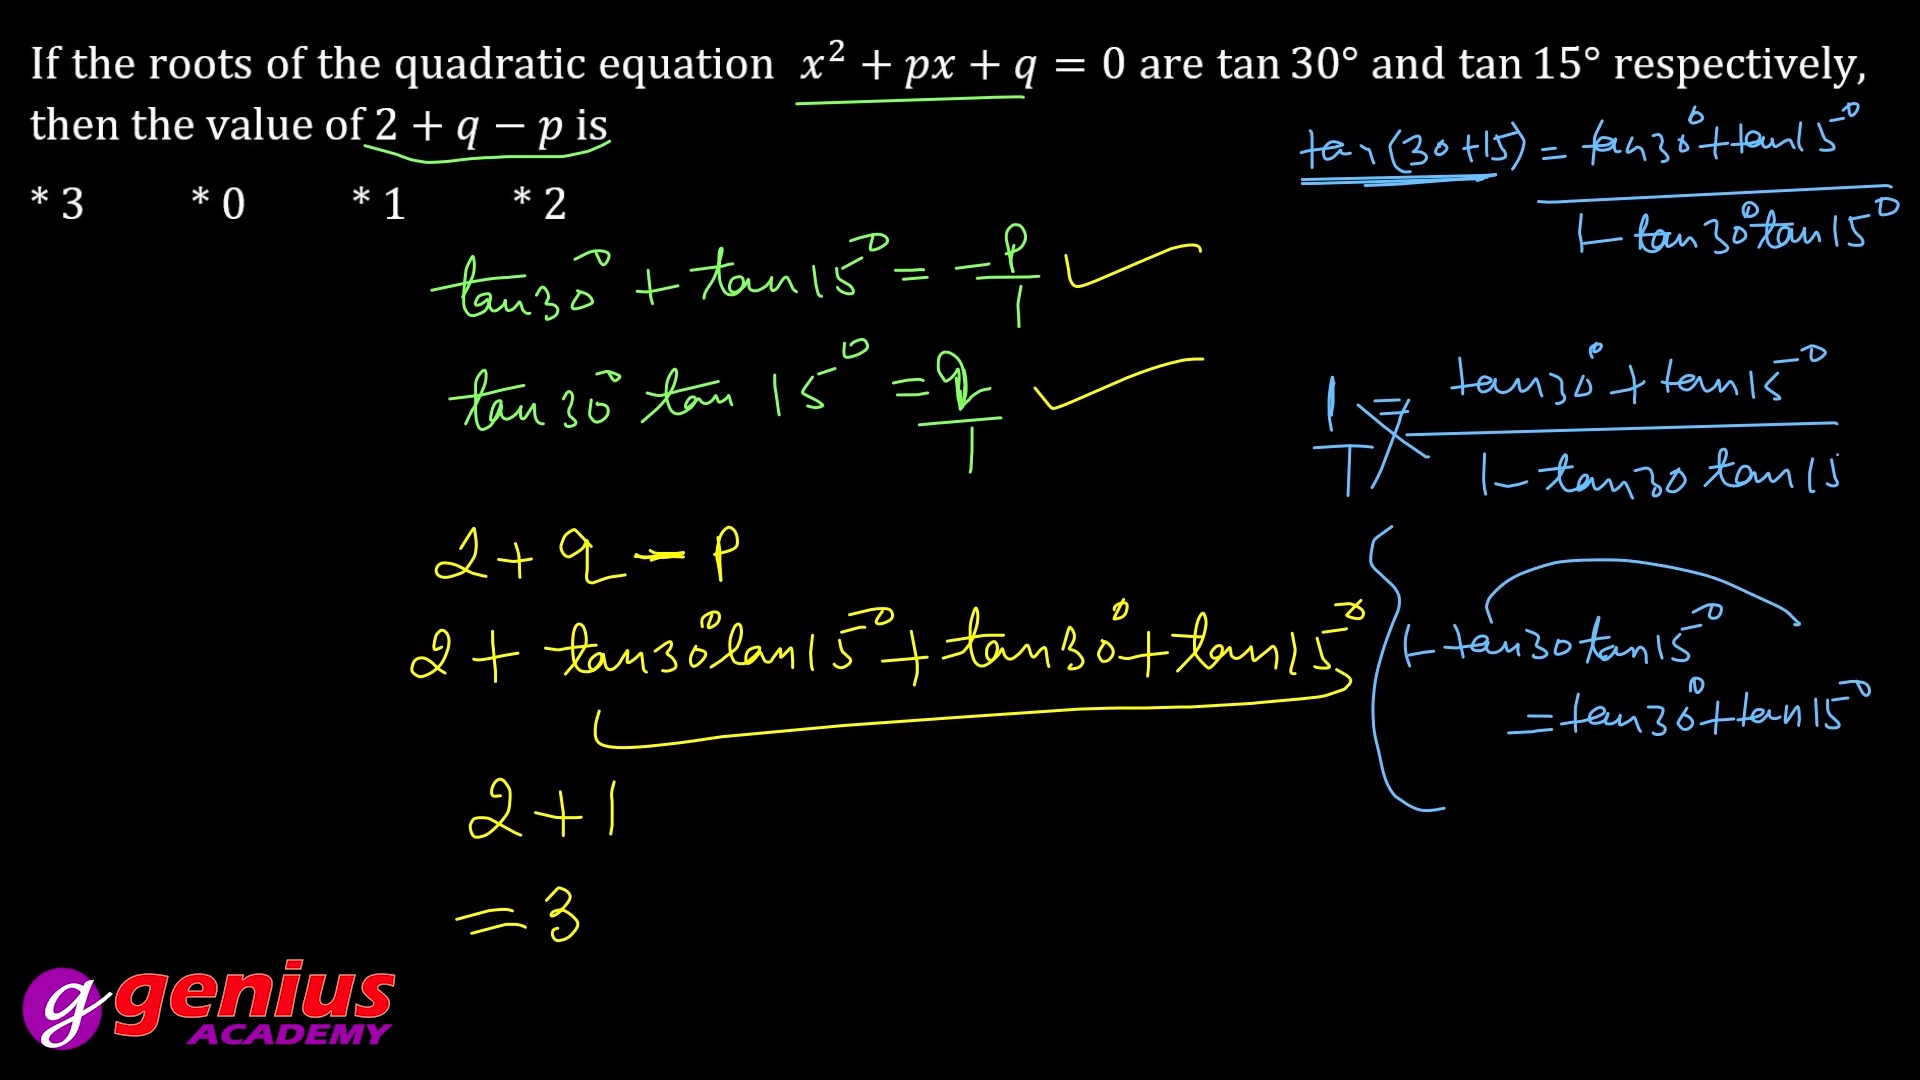 If the roots of the quadratic equation x² + px + q = 0 are tan 30° and tan 15° respectively,
then the value of 2 + q − p is
* 3 * 0 * 1 * 2
tan(30+15) = tan30° + tan15° / 1 - tan30° tan15°
tan30° + tan15° = -p/1
tan30° tan 15° = q/1
1/1 = tan30° + tan15° / 1 - tan30 tan15
2 + q - p
2 + tan30° tan15° + tan30° + tan15°
1 - tan30 tan15°
= tan30° + tan15°
2 + 1
= 3
g genius
ACADEMY